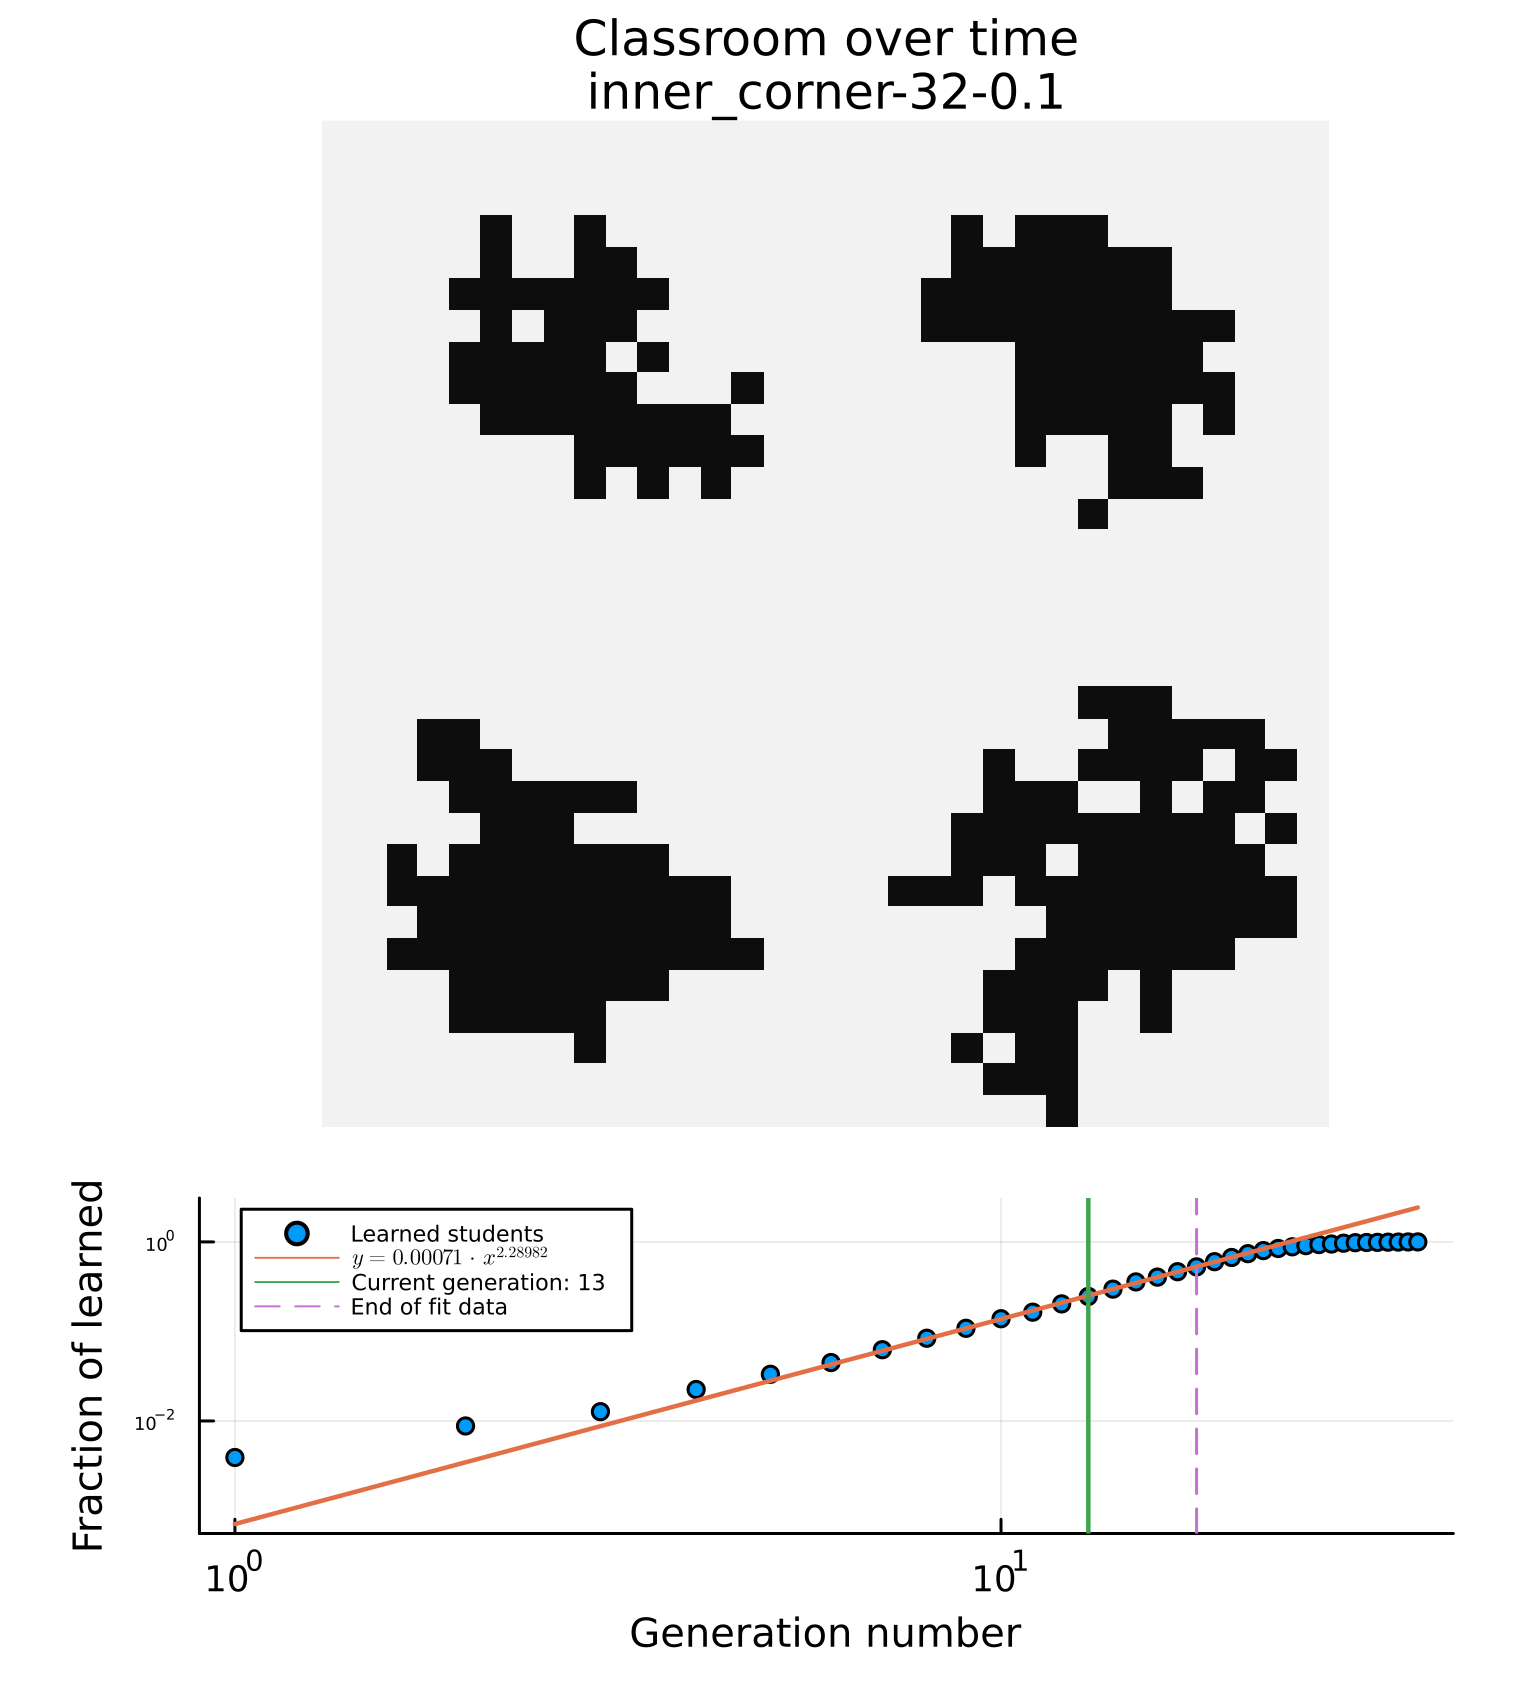 Classroom over time
inner_corner-32-0.1
Fraction of learned
10^0
10^-2
Learned students
y = 0.00071 · x^2.28982
Current generation: 13
End of fit data
10^0
10^1
Generation number